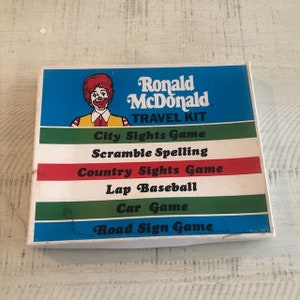 Ronald
McDonald
TRAVEL KIT
City Sights Game
Scramble Spelling
Country Sights Game
Lap Baseball
Car Game
Road Sign Game